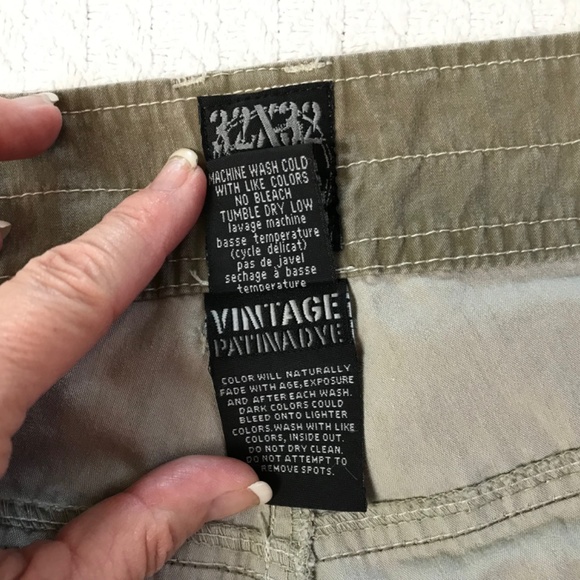 32X32
MACHINE WASH COLD
WITH LIKE COLORS
NO BLEACH
TUMBLE DRY LOW
lavage machine
basse temperature
(cycle delicat)
pas de javel
sechage à basse
temperature
VINTAGE
PATINADYE
COLOR WILL NATURALLY
FADE WITH AGE,EXPOSURE
AND AFTER EACH WASH.
DARK COLORS COULD
BLEED ONTO LIGHTER
COLORS.WASH WITH LIKE
COLORS, INSIDE OUT.
DO NOT DRY CLEAN.
DO NOT ATTEMPT TO
REMOVE SPOTS.